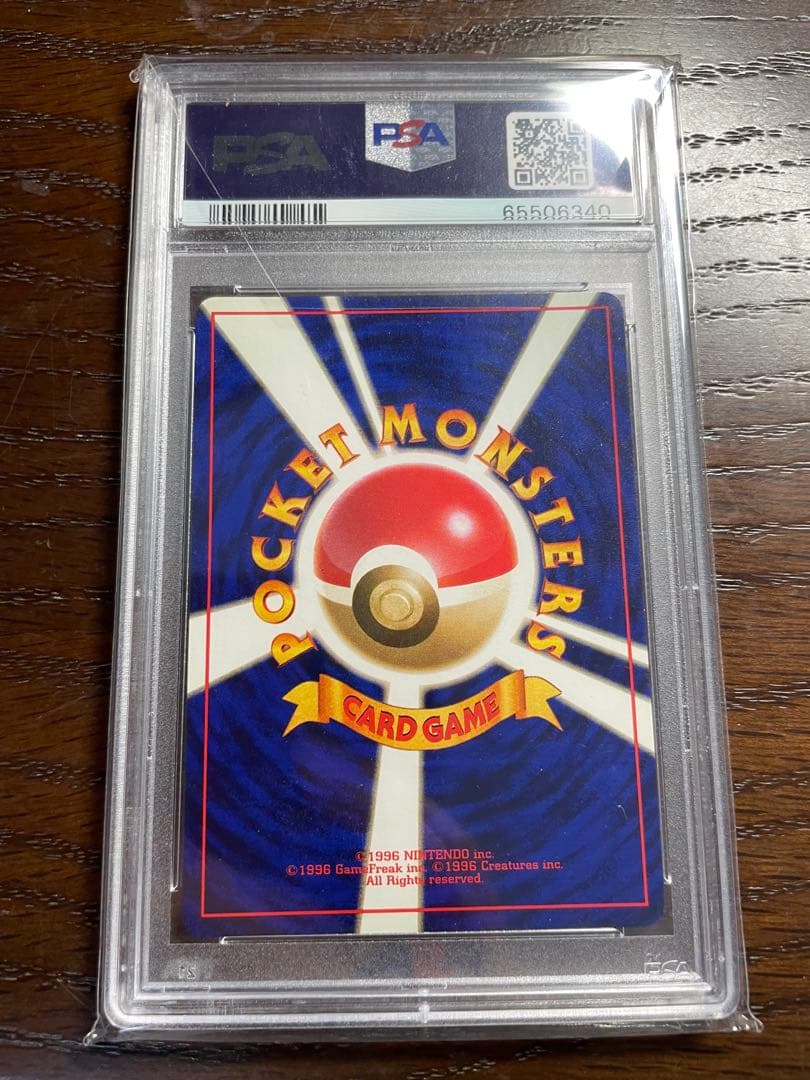 PSA
PSA
65506340
POCKET MONSTERS
CARD GAME
©1996 NINTENDO inc.
©1996 GameFreak inc. ©1996 Creatures inc.
All Rights reserved.
PSA